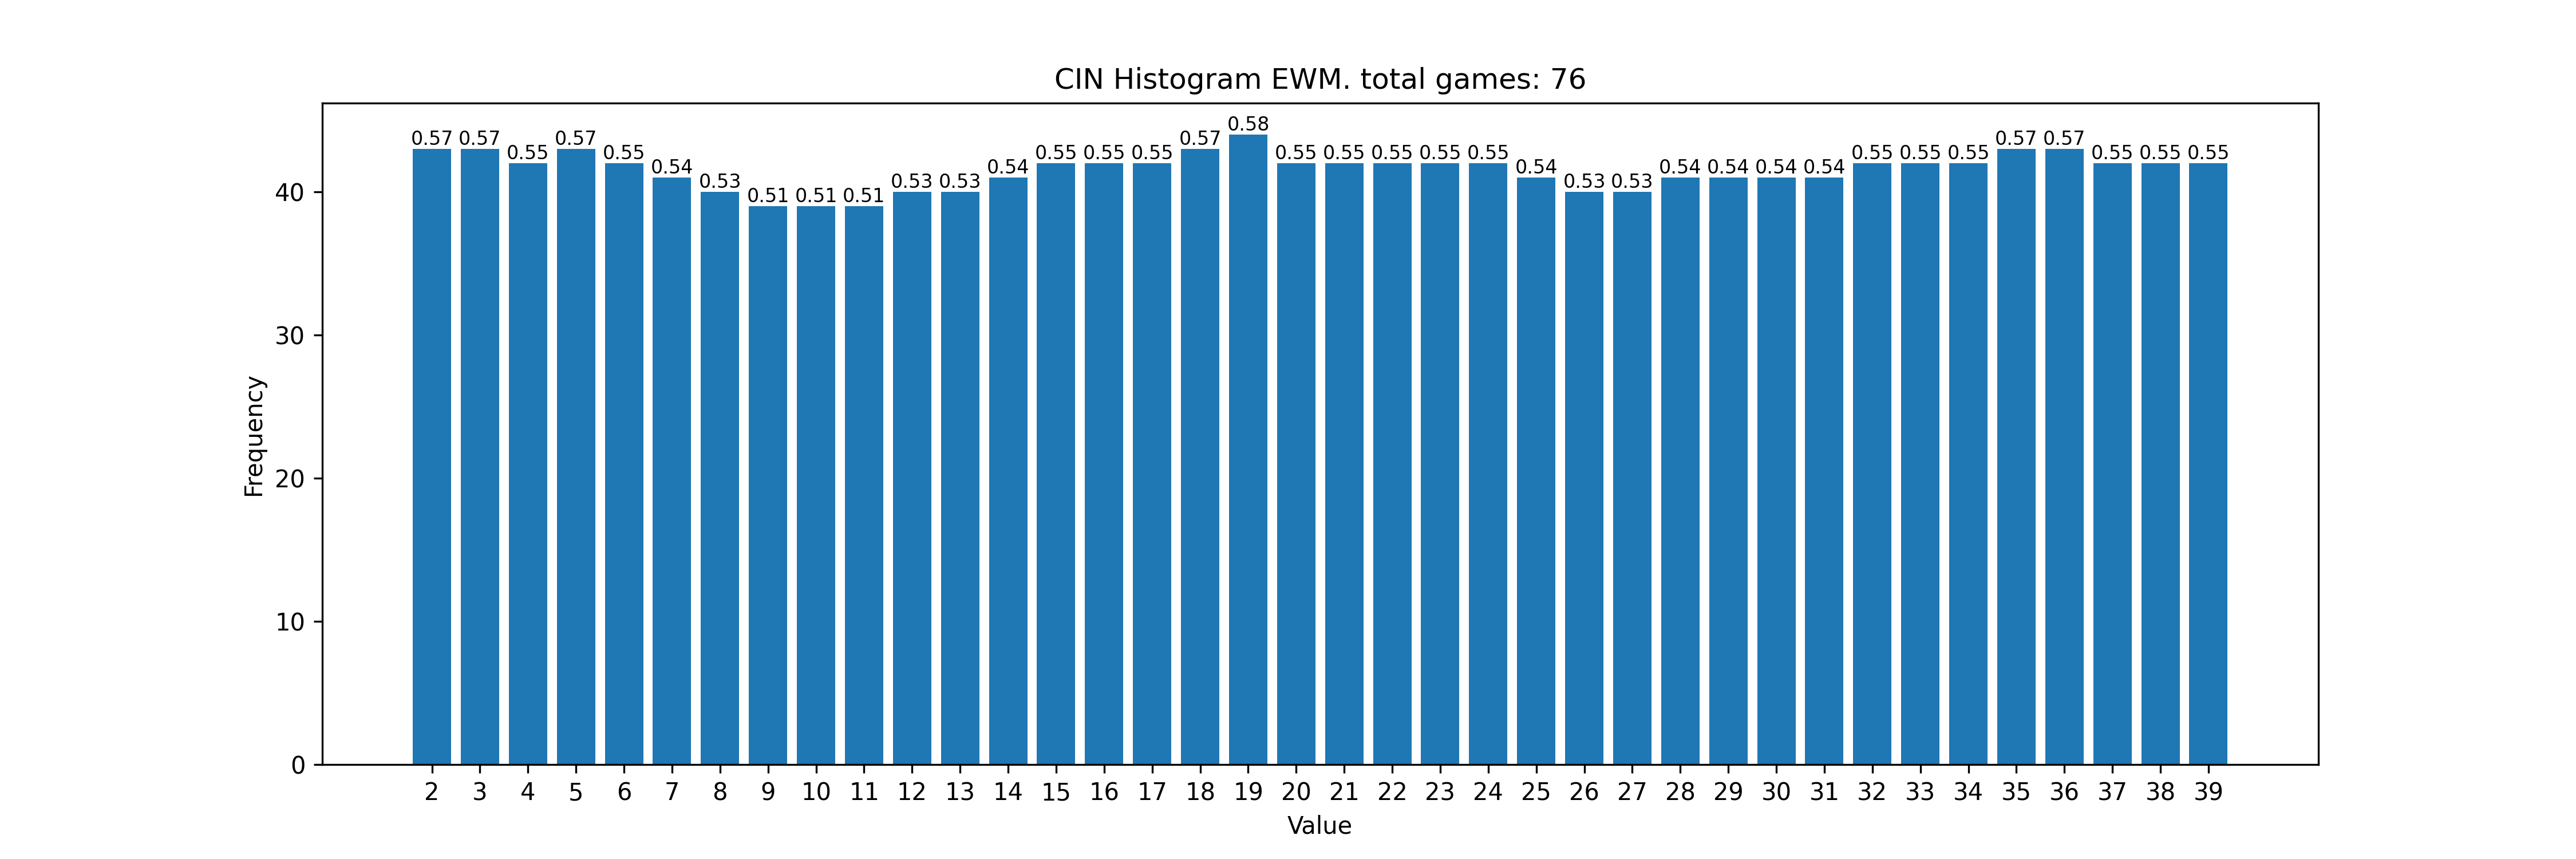 CIN Histogram EWM. total games: 76
0.57 0.57 0.55 0.57 0.55 0.54 0.53 0.51 0.51 0.51 0.53 0.53 0.54 0.55 0.55 0.55 0.57 0.58 0.55 0.55 0.55 0.55 0.55 0.54 0.53 0.53 0.54 0.54 0.54 0.54 0.55 0.55 0.55 0.57 0.57 0.55 0.55 0.55
40
30
20
10
0
Frequency
2 3 4 5 6 7 8 9 10 11 12 13 14 15 16 17 18 19 20 21 22 23 24 25 26 27 28 29 30 31 32 33 34 35 36 37 38 39
Value